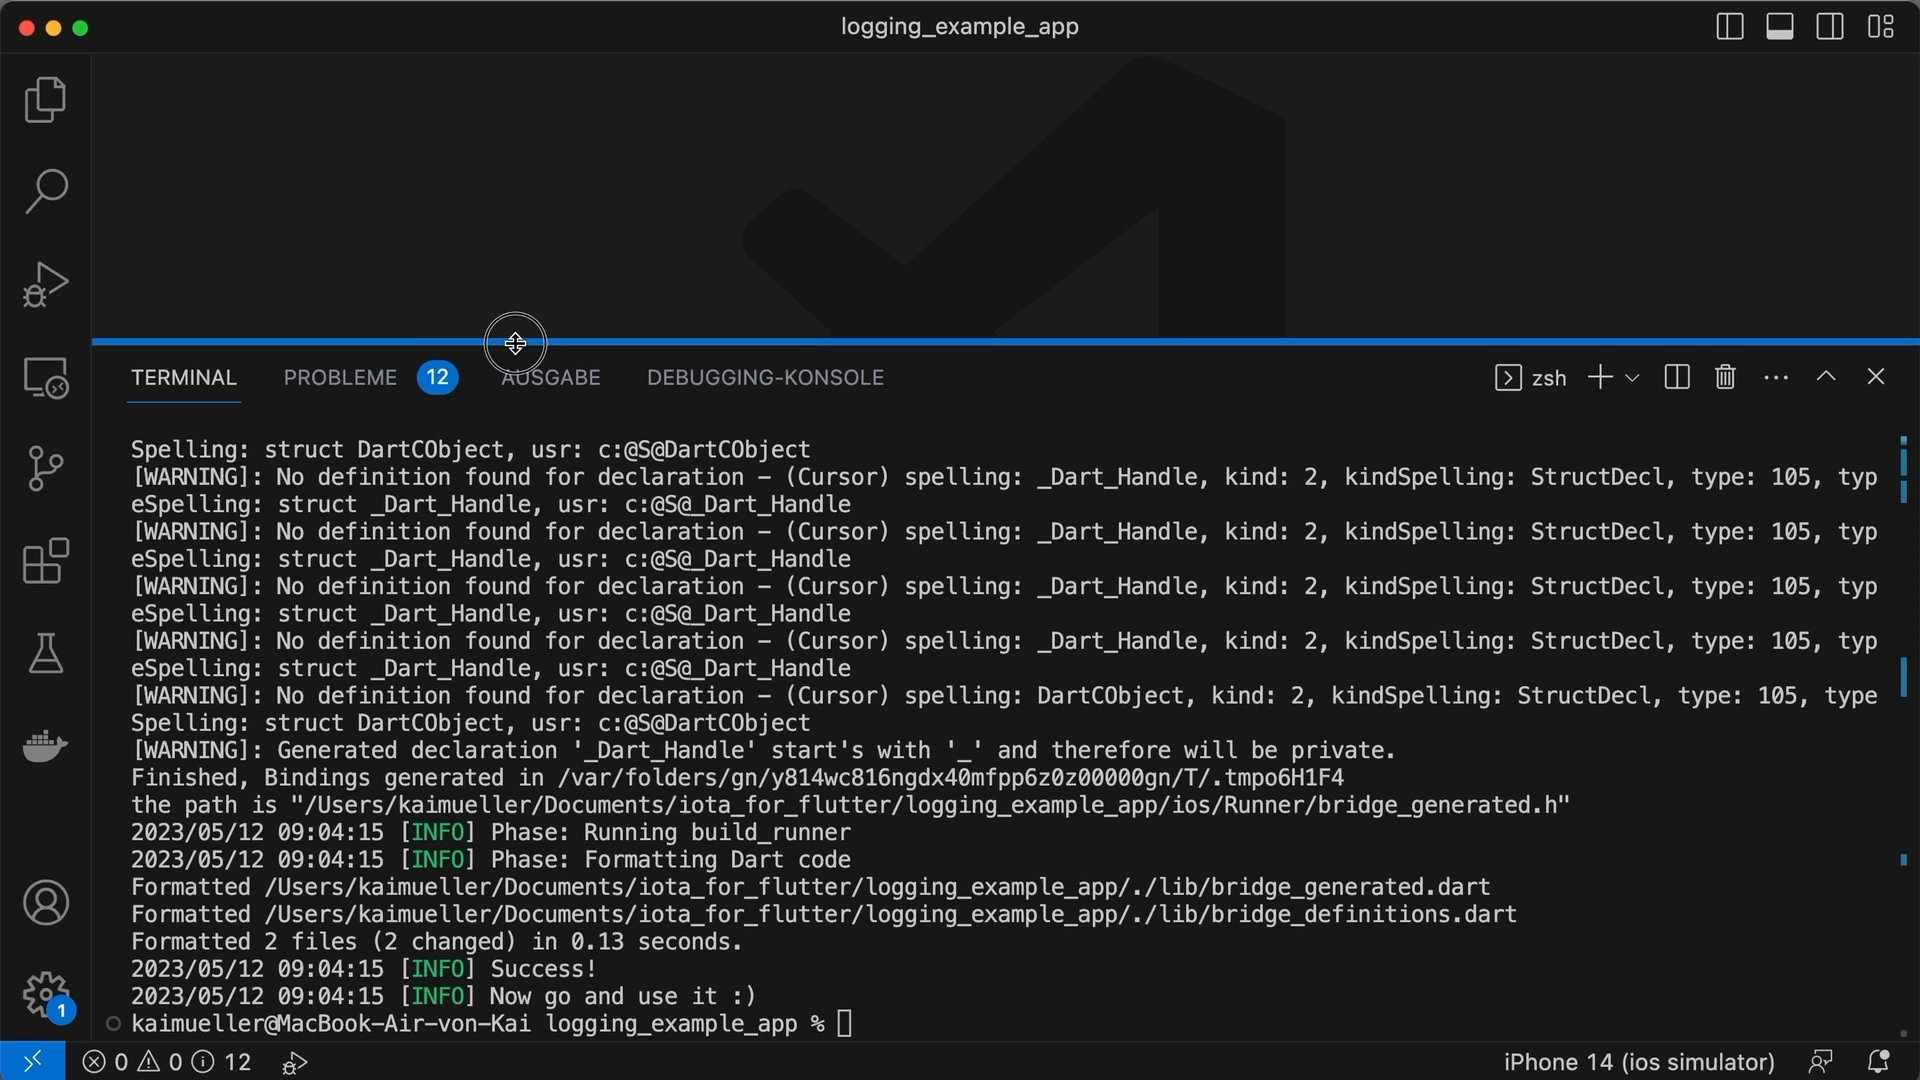 logging_example_app
TERMINAL
PROBLEME
12
AUSGABE
DEBUGGING-KONSOLE
zsh
Spelling: struct DartCObject, usr: c:@S@DartCObject
[WARNING]: No definition found for declaration - (Cursor) spelling: _Dart_Handle, kind: 2, kindSpelling: StructDecl, type: 105, typ
eSpelling: struct _Dart_Handle, usr: c:@S@_Dart_Handle
[WARNING]: No definition found for declaration - (Cursor) spelling: _Dart_Handle, kind: 2, kindSpelling: StructDecl, type: 105, typ
eSpelling: struct _Dart_Handle, usr: c:@S@_Dart_Handle
[WARNING]: No definition found for declaration - (Cursor) spelling: _Dart_Handle, kind: 2, kindSpelling: StructDecl, type: 105, typ
eSpelling: struct _Dart_Handle, usr: c:@S@_Dart_Handle
[WARNING]: No definition found for declaration - (Cursor) spelling: _Dart_Handle, kind: 2, kindSpelling: StructDecl, type: 105, typ
eSpelling: struct _Dart_Handle, usr: c:@S@_Dart_Handle
[WARNING]: No definition found for declaration - (Cursor) spelling: DartCObject, kind: 2, kindSpelling: StructDecl, type: 105, type
Spelling: struct DartCObject, usr: c:@S@DartCObject
[WARNING]: Generated declaration '_Dart_Handle' start's with '_' and therefore will be private.
Finished, Bindings generated in /var/folders/gn/y814wc816ngdx40mfpp6z0z00000gn/T/.tmpo6H1F4
the path is "/Users/kaimueller/Documents/iota_for_flutter/logging_example_app/ios/Runner/bridge_generated.h"
2023/05/12 09:04:15 [INFO] Phase: Running build_runner
2023/05/12 09:04:15 [INFO] Phase: Formatting Dart code
Formatted /Users/kaimueller/Documents/iota_for_flutter/logging_example_app/./lib/bridge_generated.dart
Formatted /Users/kaimueller/Documents/iota_for_flutter/logging_example_app/./lib/bridge_definitions.dart
Formatted 2 files (2 changed) in 0.13 seconds.
2023/05/12 09:04:15 [INFO] Success!
2023/05/12 09:04:15 [INFO] Now go and use it :)
kaimueller@MacBook-Air-von-Kai logging_example_app %
1
0 0 12
iPhone 14 (ios simulator)